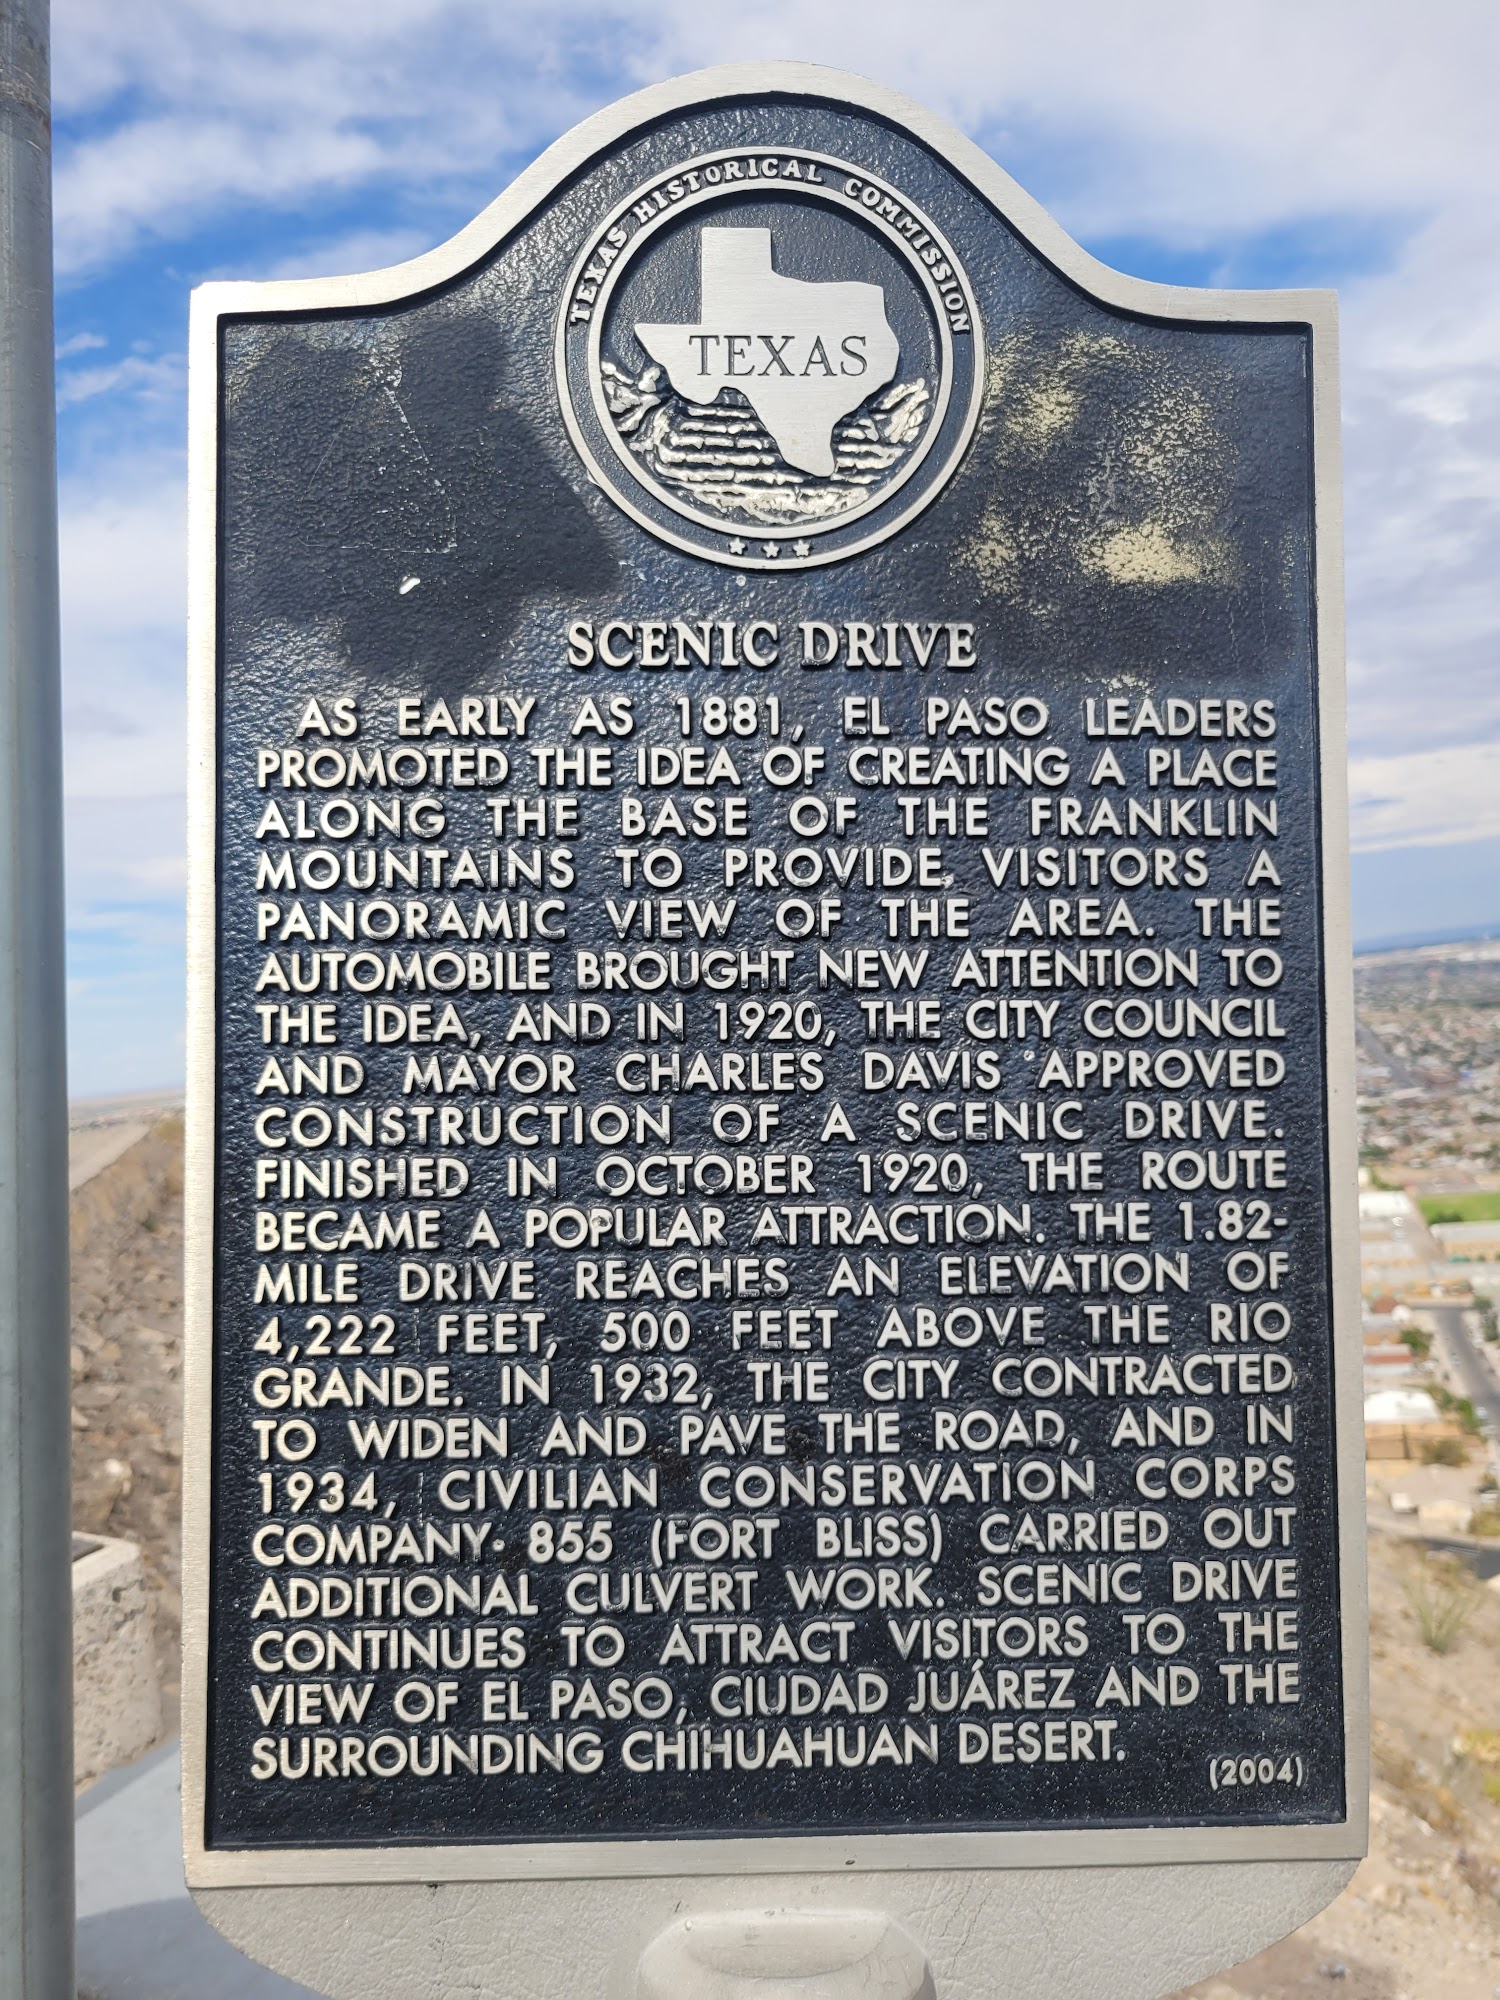 TEXAS HISTORICAL COMMISSION
TEXAS
SCENIC DRIVE
AS EARLY AS 1881, EL PASO LEADERS
PROMOTED THE IDEA OF CREATING A PLACE
ALONG THE BASE OF THE FRANKLIN
MOUNTAINS TO PROVIDE VISITORS A
PANORAMIC VIEW OF THE AREA. THE
AUTOMOBILE BROUGHT NEW ATTENTION TO
THE IDEA, AND IN 1920, THE CITY COUNCIL
AND MAYOR CHARLES DAVIS APPROVED
CONSTRUCTION OF A SCENIC DRIVE.
FINISHED IN OCTOBER 1920, THE ROUTE
BECAME A POPULAR ATTRACTION. THE 1.82-
MILE DRIVE REACHES AN ELEVATION OF
4,222 FEET, 500 FEET ABOVE THE RIO
GRANDE. IN 1932, THE CITY CONTRACTED
TO WIDEN AND PAVE THE ROAD, AND IN
1934, CIVILIAN CONSERVATION CORPS
COMPANY 855 (FORT BLISS) CARRIED OUT
ADDITIONAL CULVERT WORK. SCENIC DRIVE
CONTINUES TO ATTRACT VISITORS TO THE
VIEW OF EL PASO, CIUDAD JUÁREZ AND THE
SURROUNDING CHIHUAHUAN DESERT.
(2004)